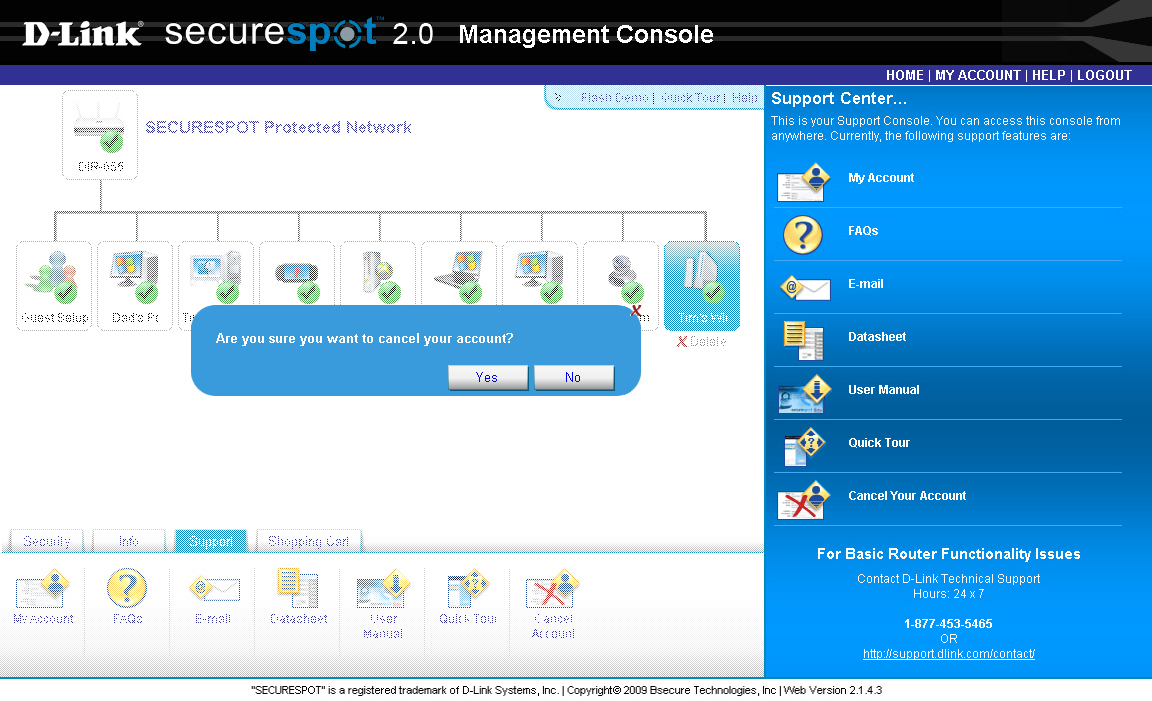 D-Link® securespot™ 2.0 Management Console
HOME | MY ACCOUNT | HELP | LOGOUT
Flash Demo | Quick Tour | Help
SECURESPOT Protected Network
DIR-655
Guest Setup
Dad's Pc
Tim's Wii
Delete
Are you sure you want to cancel your account?
Yes
No
Security
Info
Support
Shopping Cart
My Account
FAQs
E-mail
Datasheet
User
Manual
Quick Tour
Cancel
Account
Support Center...
This is your Support Console. You can access this console from
anywhere. Currently, the following support features are:
My Account
FAQs
E-mail
Datasheet
User Manual
Quick Tour
Cancel Your Account
For Basic Router Functionality Issues
Contact D-Link Technical Support
Hours: 24 x 7
1-877-453-5465
OR
http://support.dlink.com/contact/
"SECURESPOT" is a registered trademark of D-Link Systems, Inc. | Copyright© 2009 Bsecure Technologies, Inc | Web Version 2.1.4.3